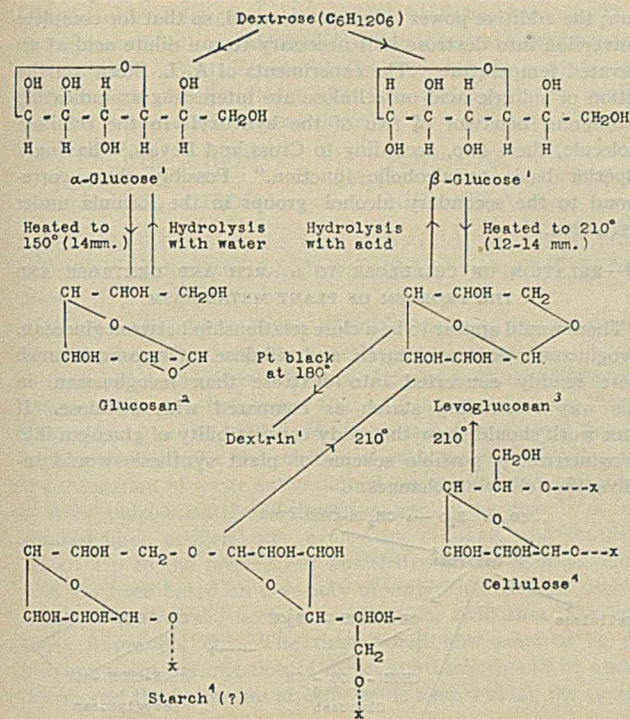 Dextrose(C6H12O6)
O O
OH OH H OH OH OH H OH
C - C - C - C - C - CH2OH H C - C - C - C - C - CH2OH
H H OH H H H OH H
α-Glucose¹ β-Glucose¹
Heated to Hydrolysis Hydrolysis Heated to 210°
150° (14mm.) with water with acid (12-14 mm.)
CH - CHOH - CH2OH CH - CHOH - CH2
O O O
CHOH - CH - CH Pt black CHOH-CHOH - CH
O at 180°
Glucosan² Levoglucosan³
Dextrin¹ 210° 210°
CH2OH
CH - CH - O----x
CH - CHOH - CH2 - O - CH-CHOH-CHOH O
O O CHOH-CHOH-CH-O---x
CHOH-CHOH-CH - O CH - CHOH- Cellulose⁴
x CH2
Starch⁴(?) O
x